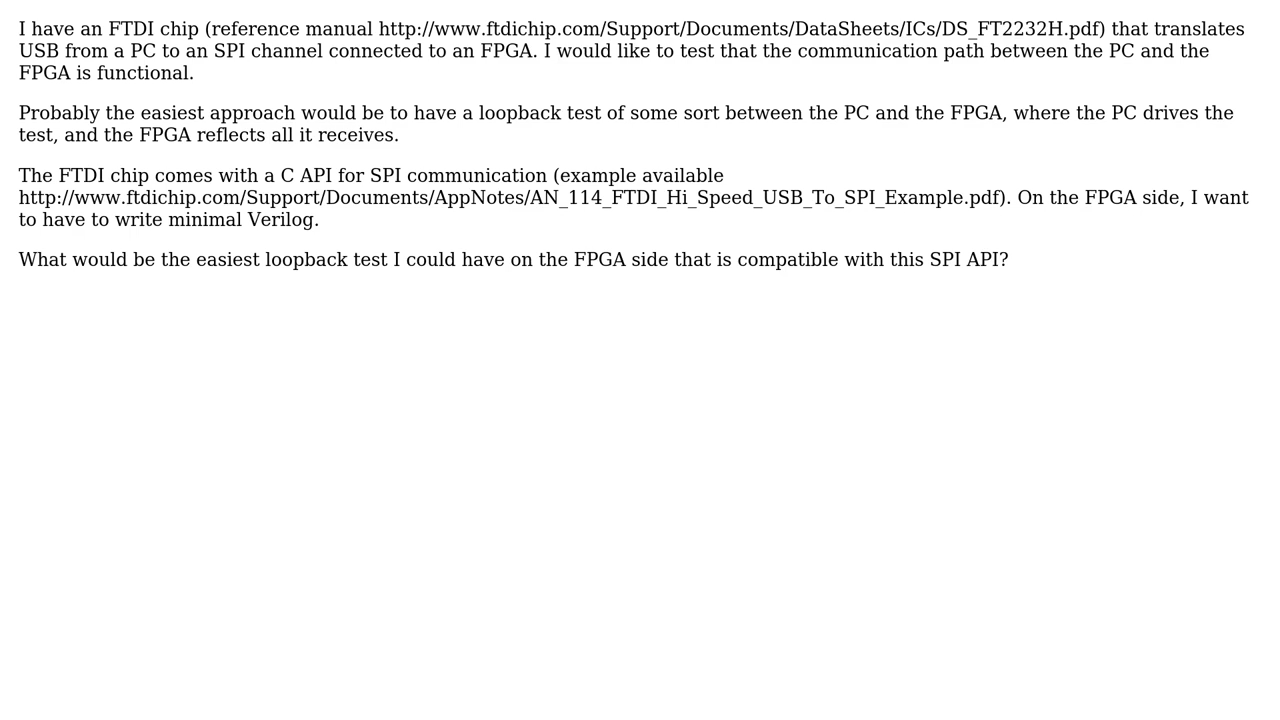 I have an FTDI chip (reference manual http://www.ftdichip.com/Support/Documents/DataSheets/ICs/DS_FT2232H.pdf) that translates
USB from a PC to an SPI channel connected to an FPGA. I would like to test that the communication path between the PC and the
FPGA is functional.
Probably the easiest approach would be to have a loopback test of some sort between the PC and the FPGA, where the PC drives the
test, and the FPGA reflects all it receives.
The FTDI chip comes with a C API for SPI communication (example available
http://www.ftdichip.com/Support/Documents/AppNotes/AN_114_FTDI_Hi_Speed_USB_To_SPI_Example.pdf). On the FPGA side, I want
to have to write minimal Verilog.
What would be the easiest loopback test I could have on the FPGA side that is compatible with this SPI API?